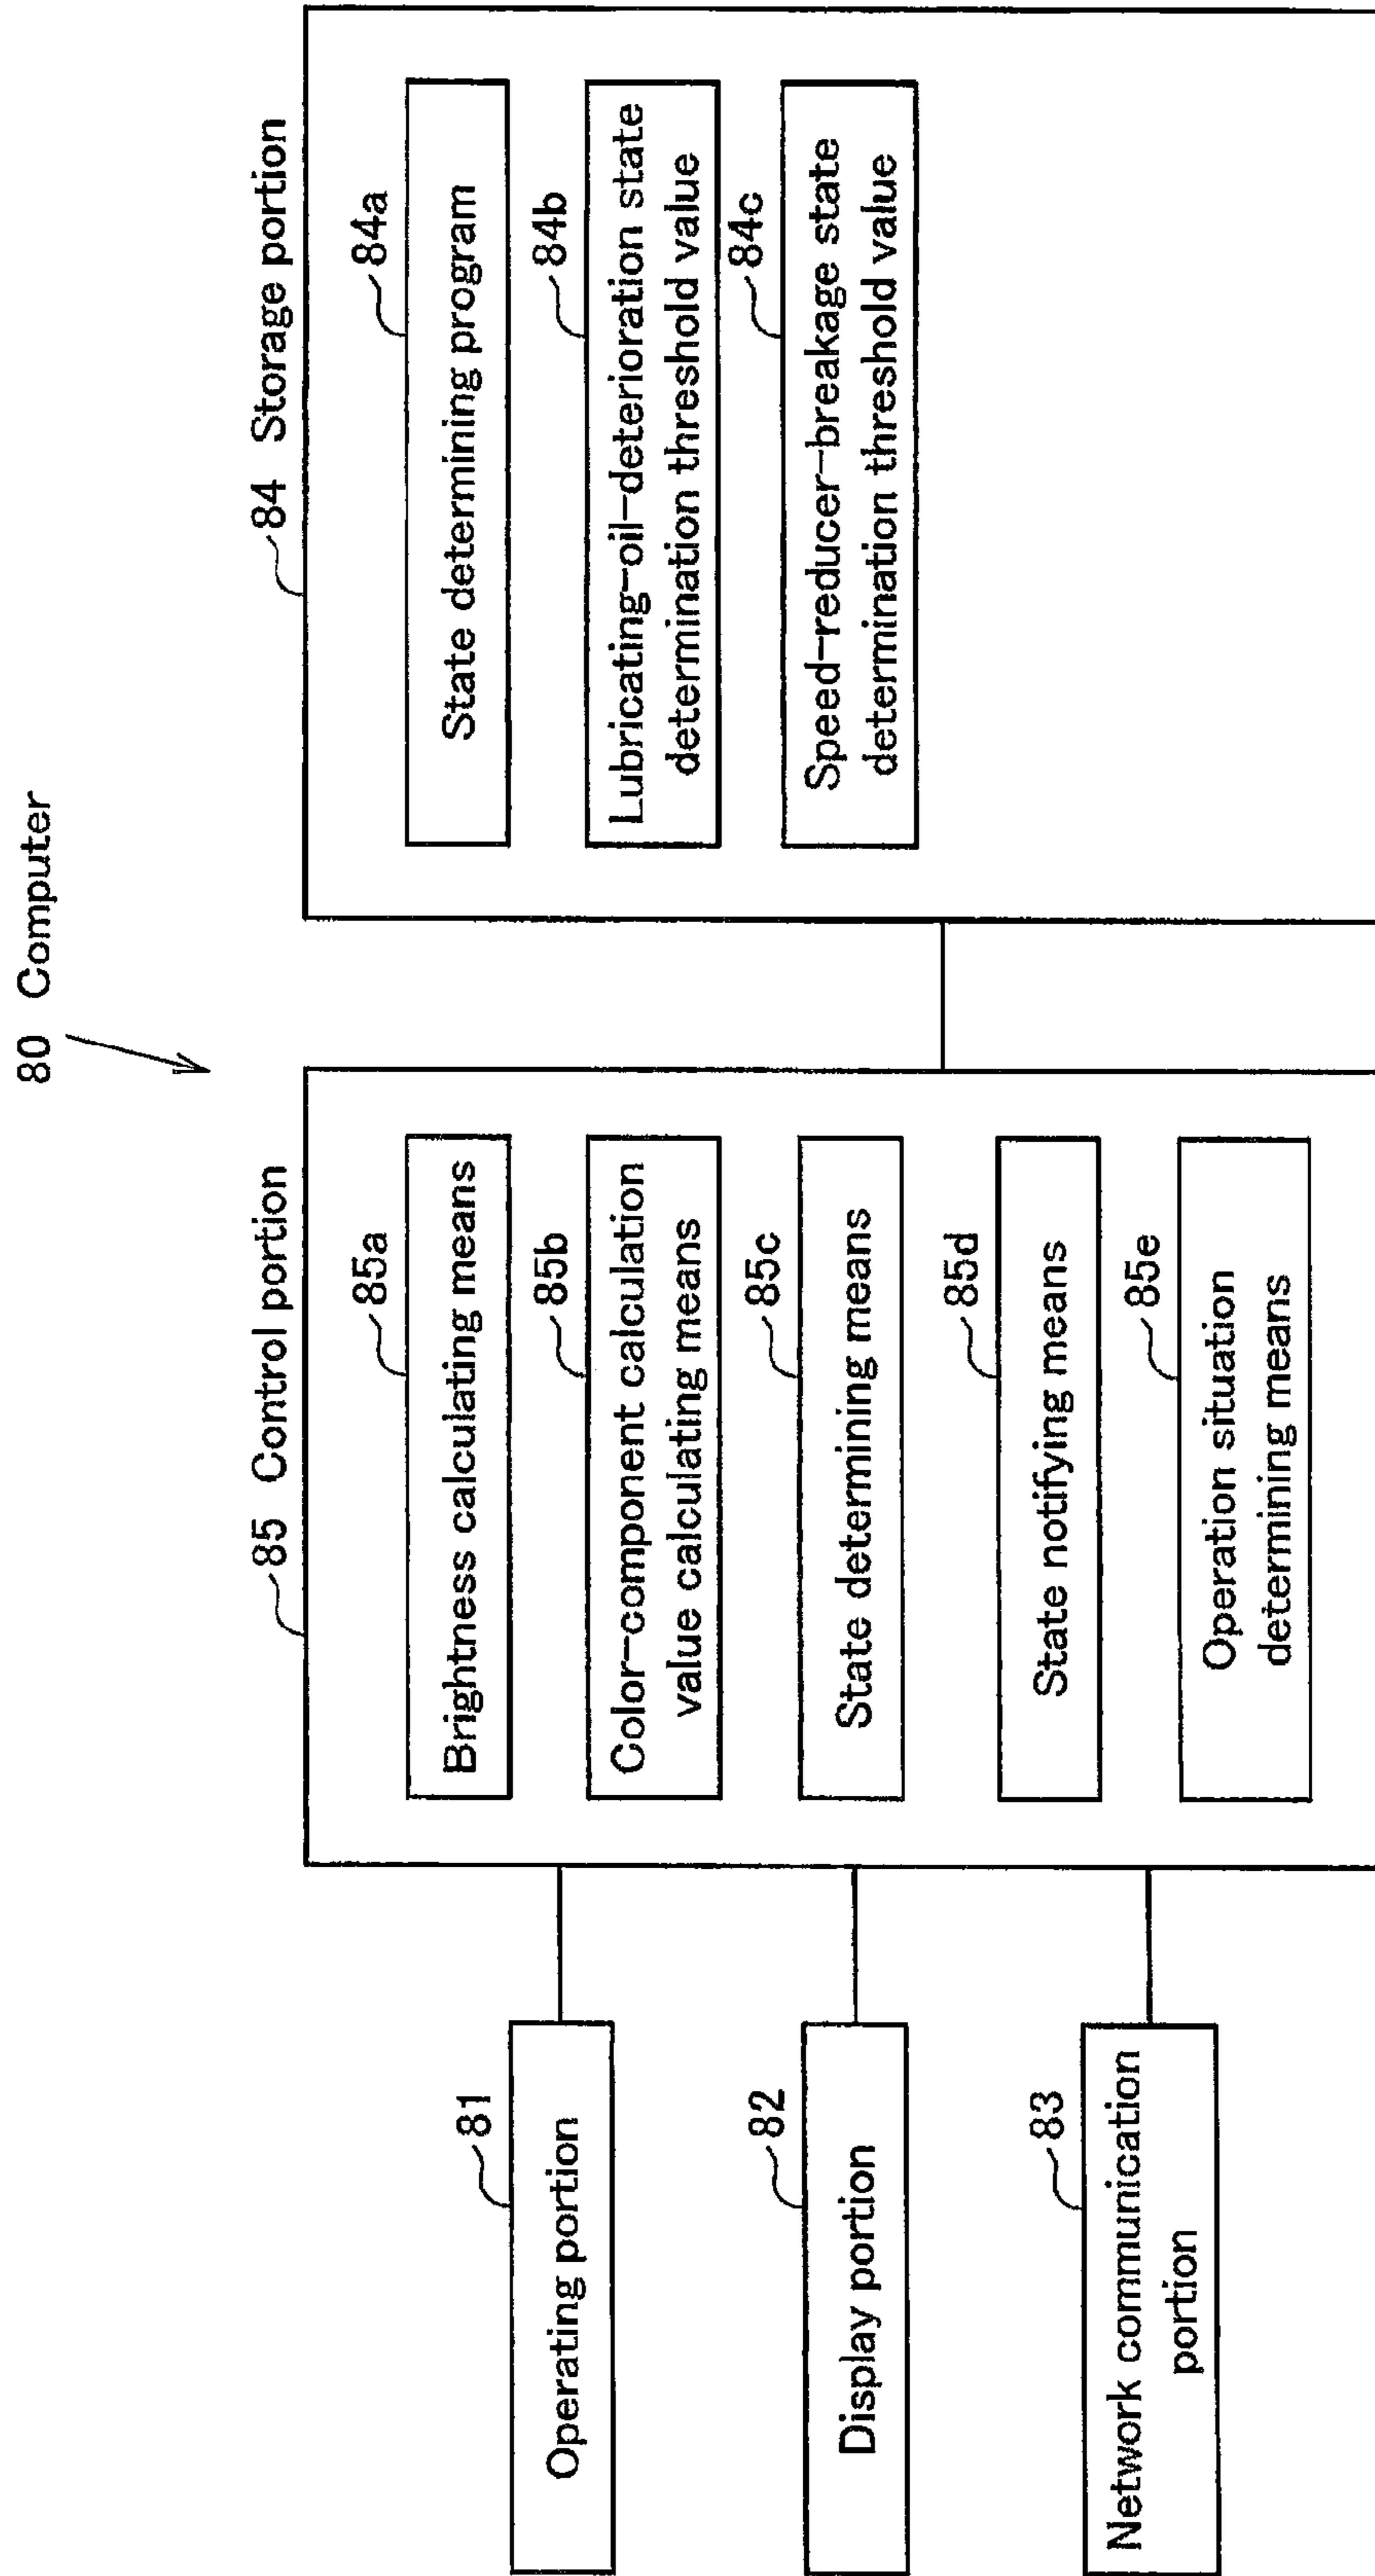 80 Computer
81
Operating portion
82
Display portion
83
Network communication
portion
85 Control portion
85a
Brightness calculating means
85b
Color-component calculation
value calculating means
85c
State determining means
85d
State notifying means
85e
Operation situation
determining means
84 Storage portion
84a
State determining program
84b
Lubricating-oil-deterioration state
determination threshold value
84c
Speed-reducer-breakage state
determination threshold value